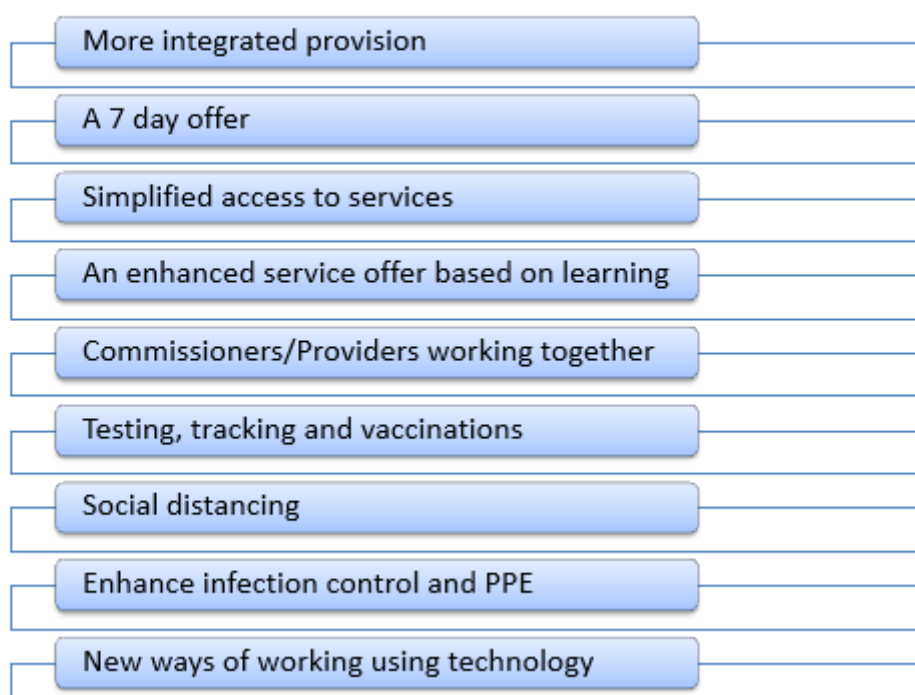 More integrated provision
A 7 day offer
Simplified access to services
An enhanced service offer based on learning
Commissioners/Providers working together
Testing, tracking and vaccinations
Social distancing
Enhance infection control and PPE
New ways of working using technology